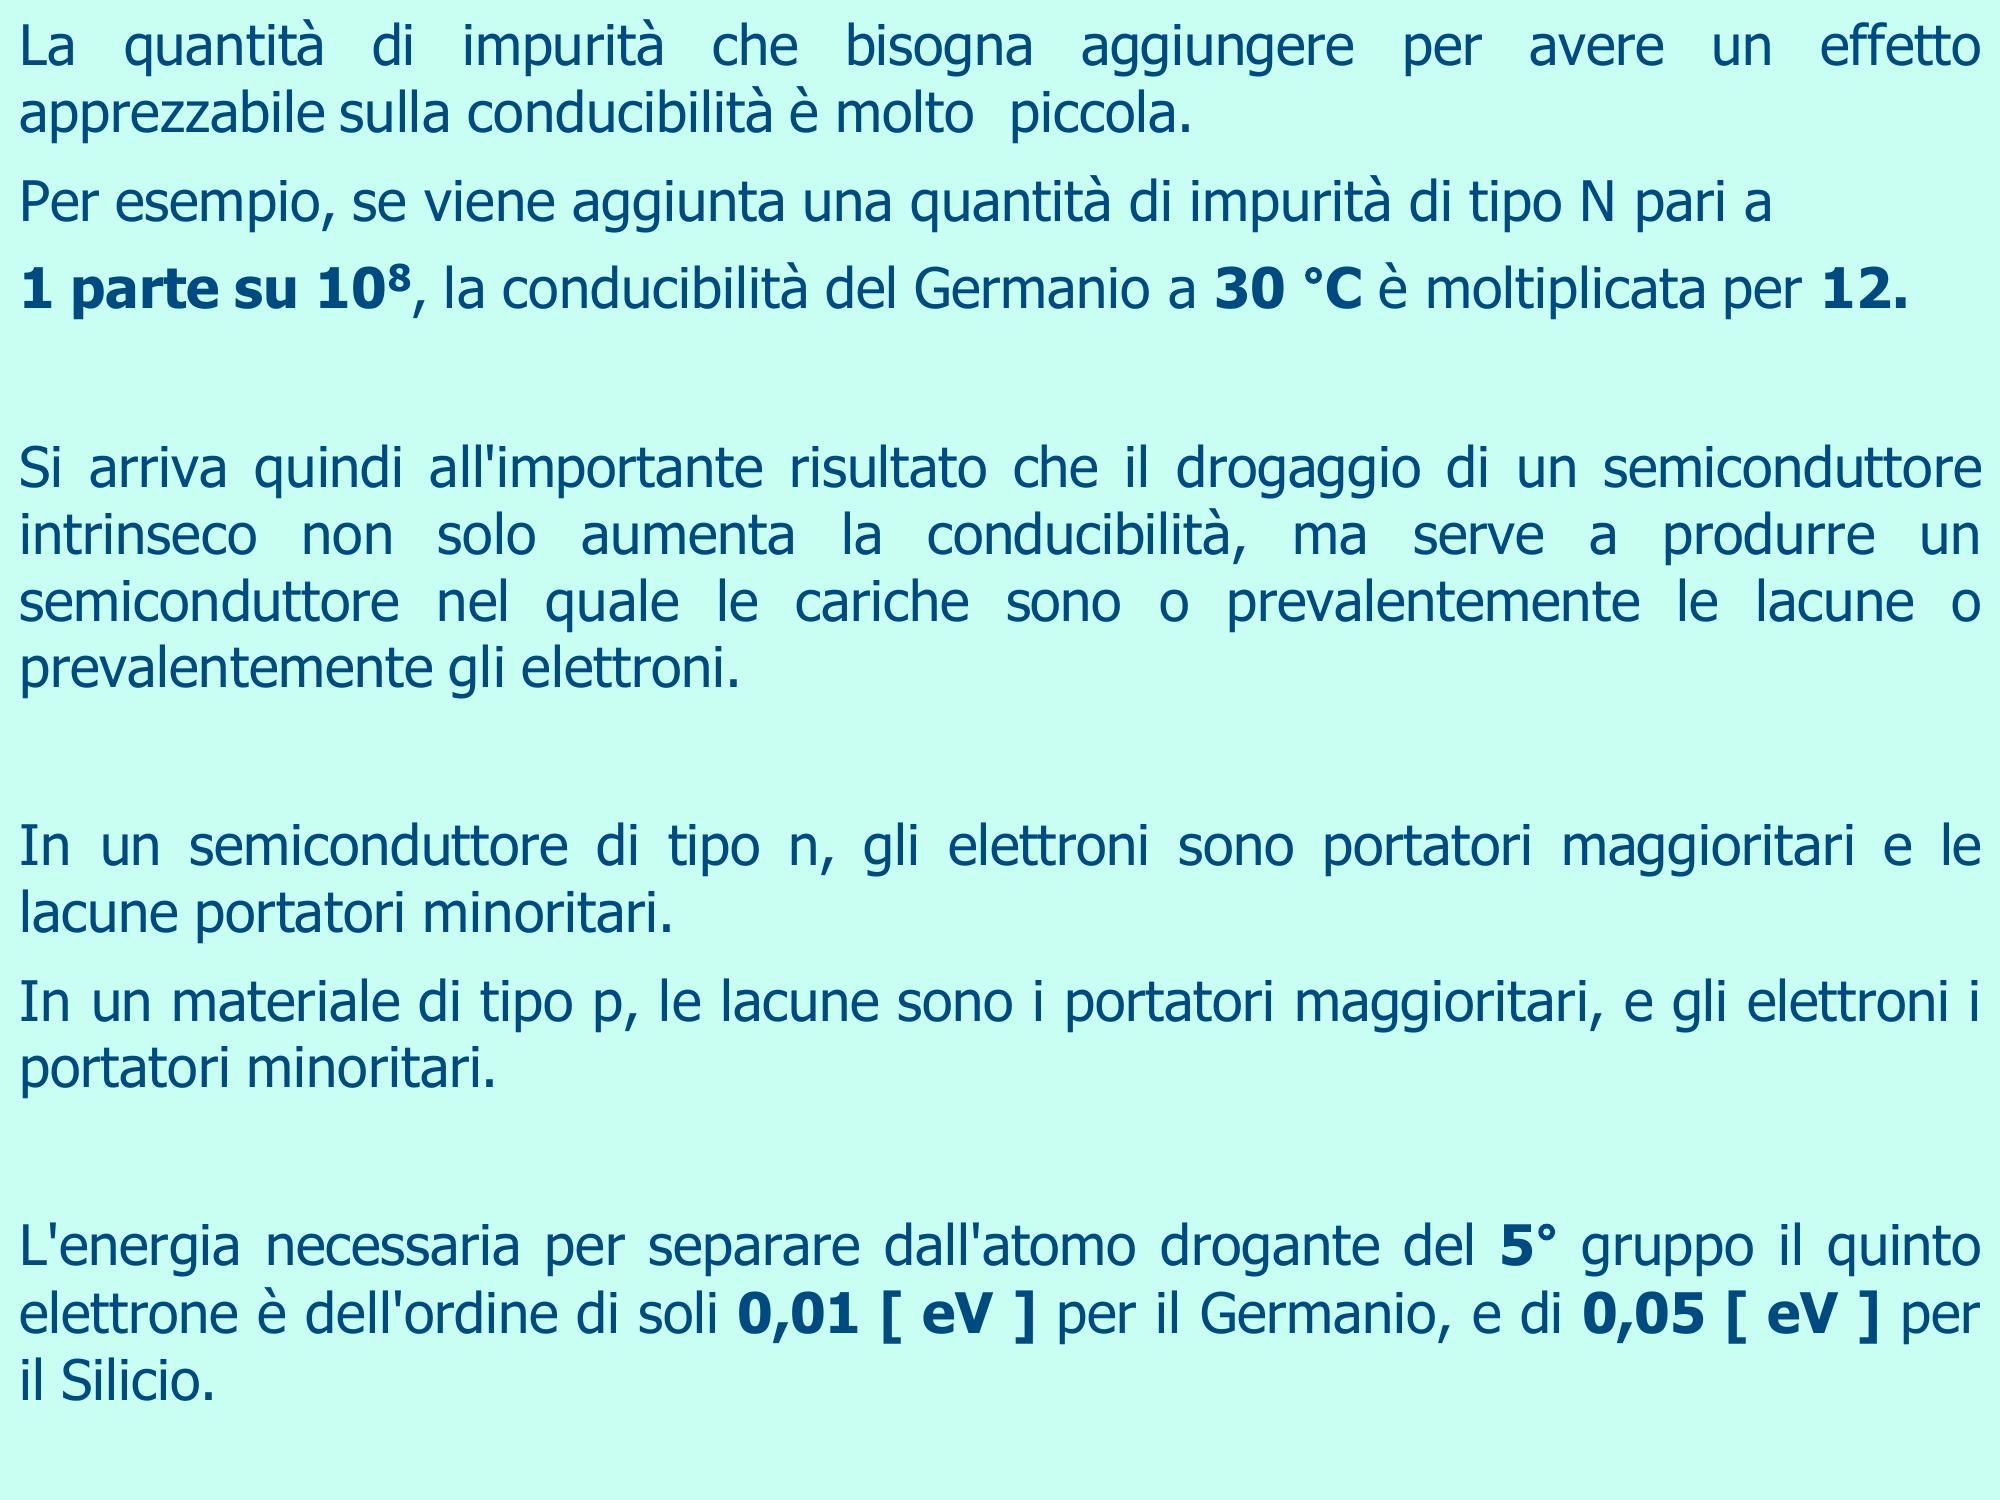 La quantità di impurità che bisogna aggiungere per avere un effetto
apprezzabile sulla conducibilità è molto piccola.
Per esempio, se viene aggiunta una quantità di impurità di tipo N pari a
1 parte su 10⁸, la conducibilità del Germanio a 30 °C è moltiplicata per 12.
Si arriva quindi all'importante risultato che il drogaggio di un semiconduttore
intrinseco non solo aumenta la conducibilità, ma serve a produrre un
semiconduttore nel quale le cariche sono o prevalentemente le lacune o
prevalentemente gli elettroni.
In un semiconduttore di tipo n, gli elettroni sono portatori maggioritari e le
lacune portatori minoritari.
In un materiale di tipo p, le lacune sono i portatori maggioritari, e gli elettroni i
portatori minoritari.
L'energia necessaria per separare dall'atomo drogante del 5° gruppo il quinto
elettrone è dell'ordine di soli 0,01 [ eV ] per il Germanio, e di 0,05 [ eV ] per
il Silicio.